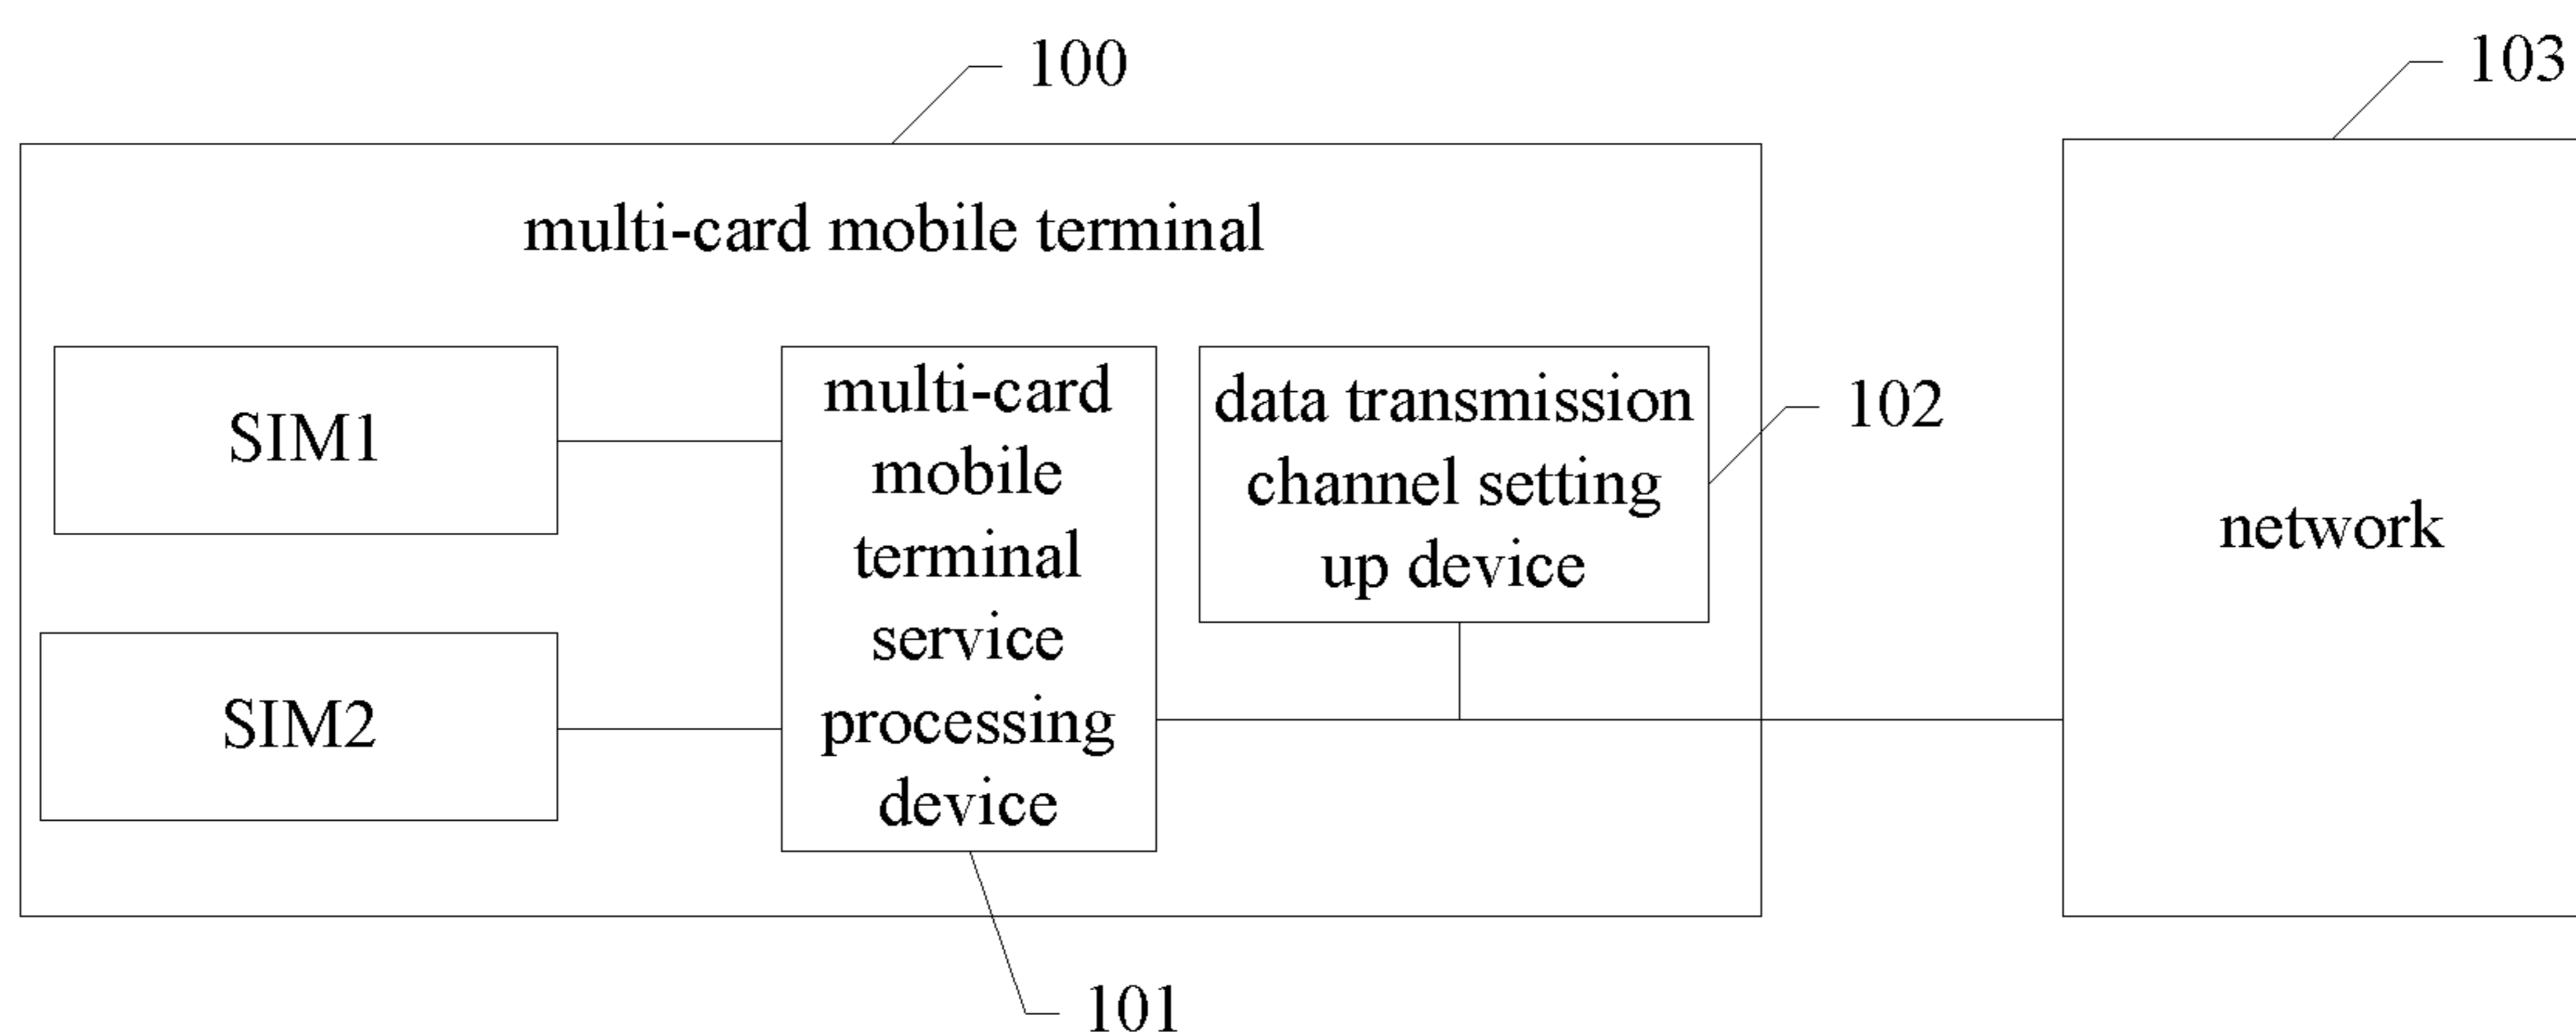 100
103
multi-card mobile terminal
SIM1
SIM2
multi-card
mobile
terminal
service
processing
device
data transmission
channel setting
up device
102
network
101